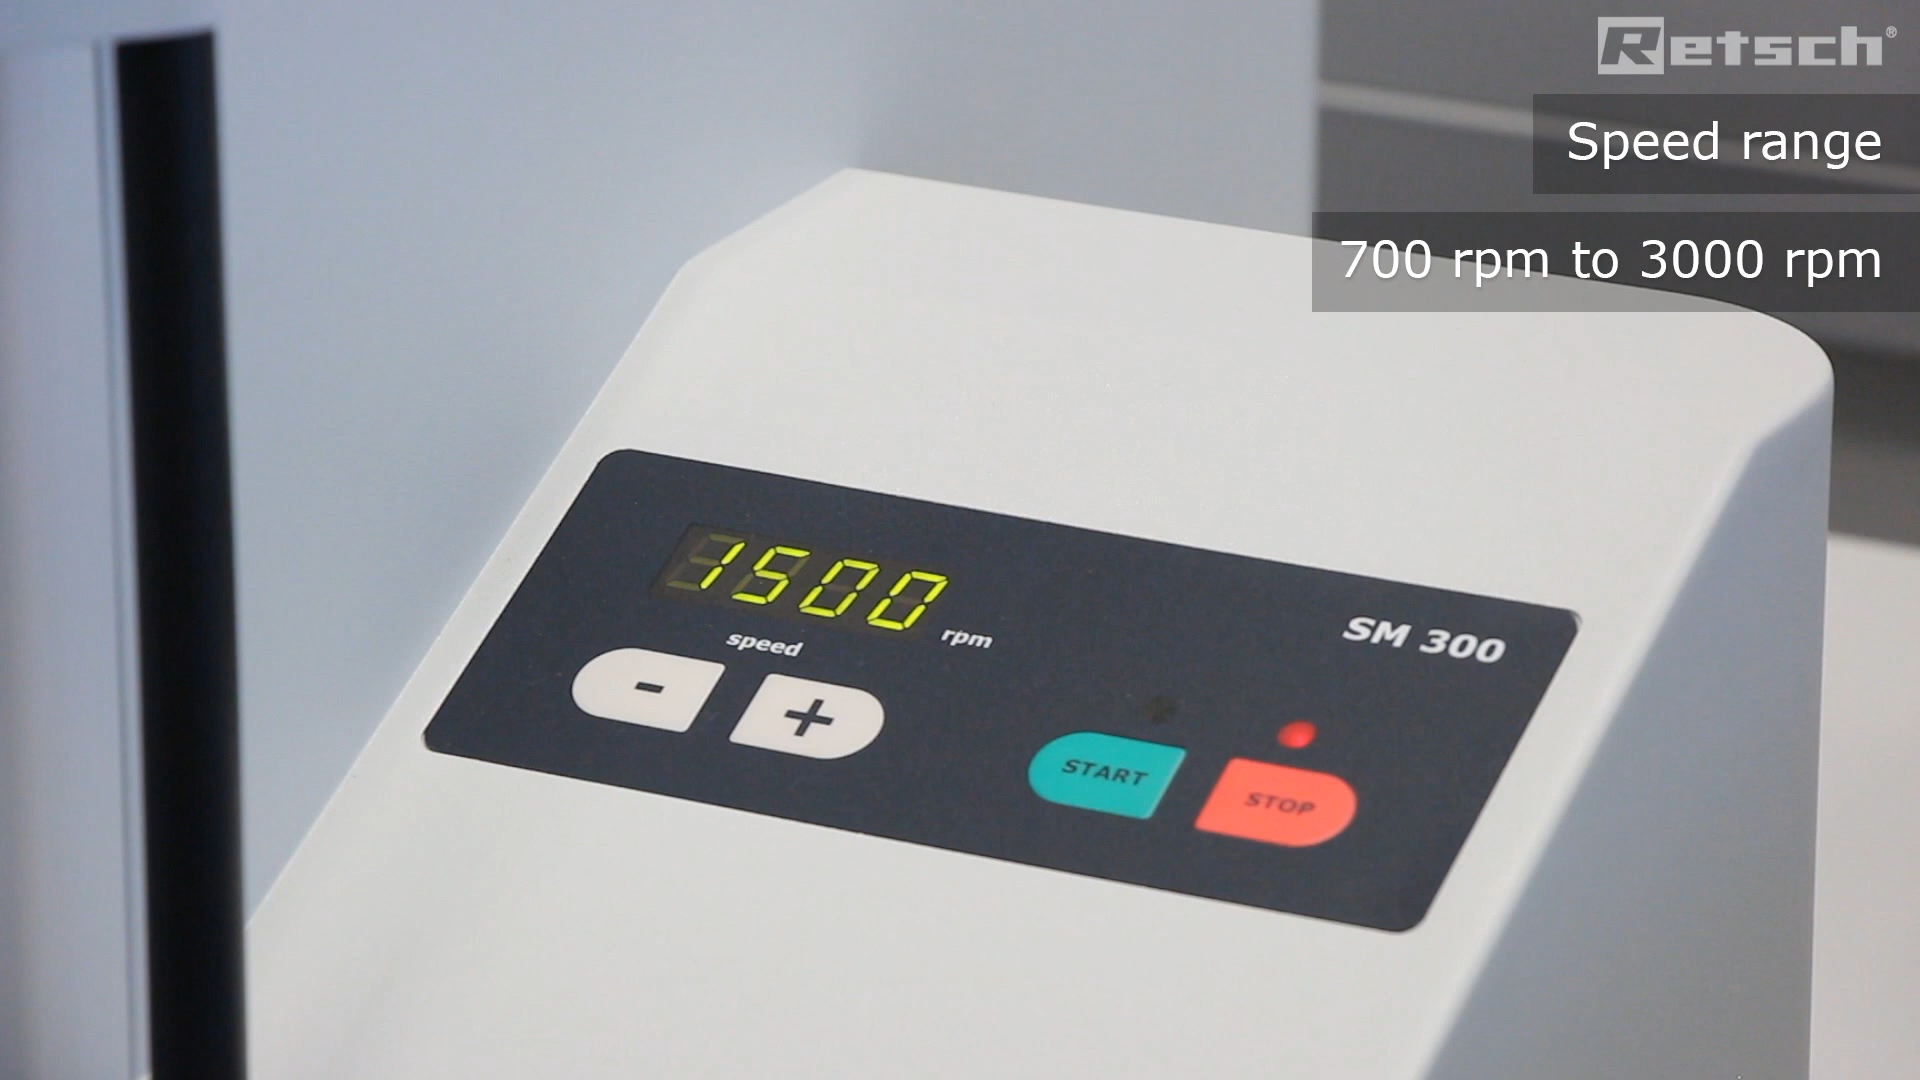 Retsch®
Speed range
700 rpm to 3000 rpm
1500
rpm
speed
SM 300
-
+
START
STOP